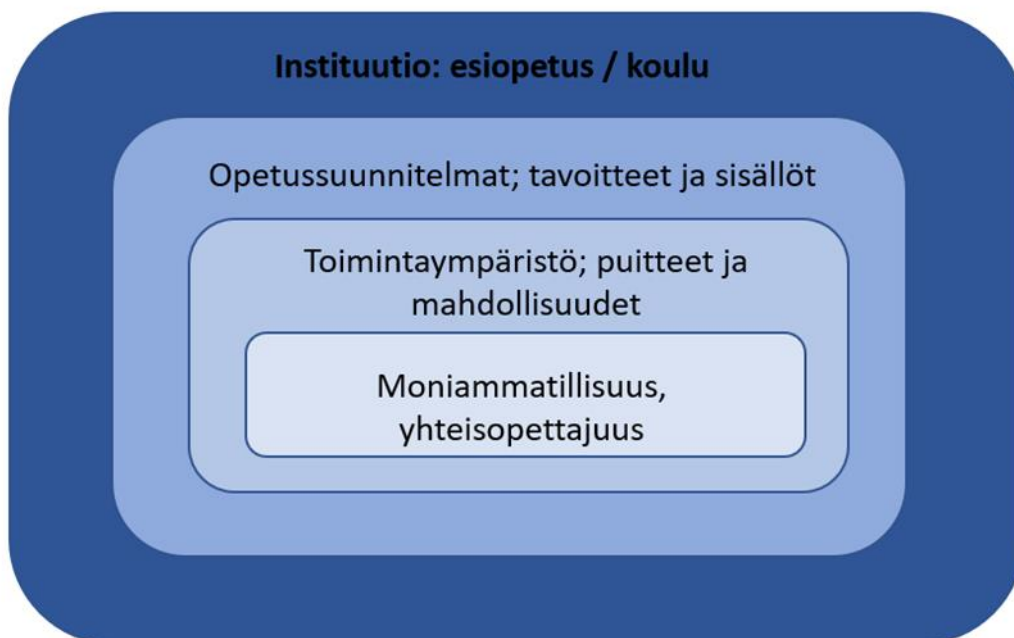 Instituutio: esiopetus / koulu
Opetussuunnitelmat; tavoitteet ja sisällöt
Toimintaympäristö; puitteet ja
mahdollisuudet
Moniammatillisuus,
yhteisopettajuus